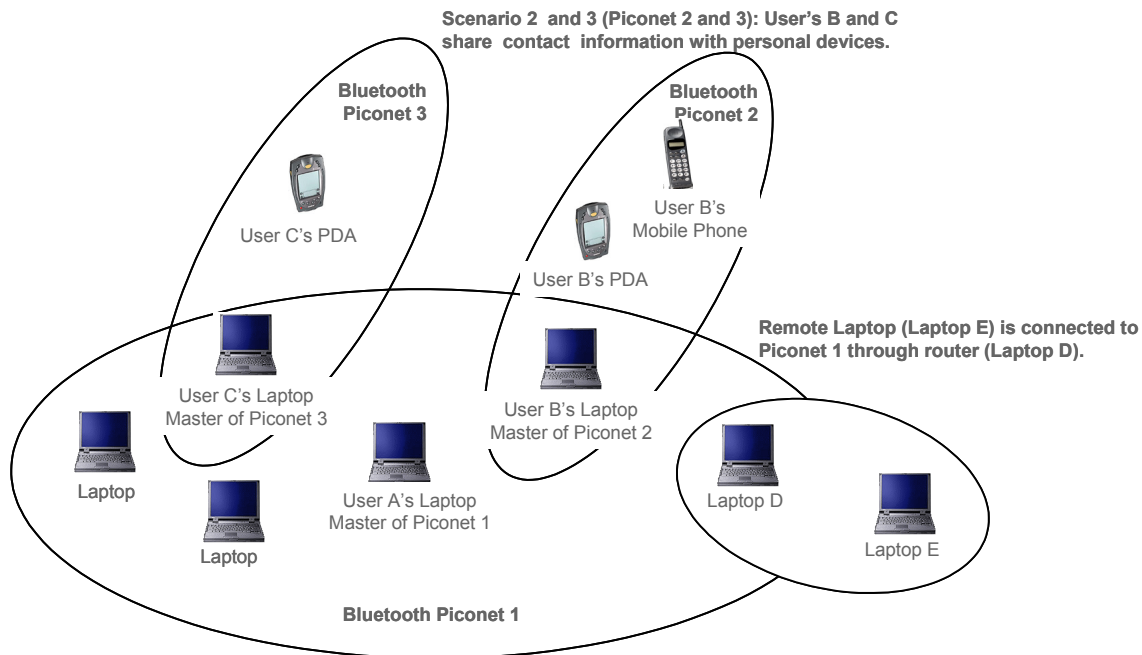 Scenario 2 and 3 (Piconet 2 and 3): User's B and C
share contact information with personal devices.
Bluetooth
Piconet 3
Bluetooth
Piconet 2
User C's PDA
User B's
Mobile Phone
User B's PDA
Remote Laptop (Laptop E) is connected to
Piconet 1 through router (Laptop D).
User C's Laptop
Master of Piconet 3
User B's Laptop
Master of Piconet 2
Laptop
User A's Laptop
Master of Piconet 1
Laptop D
Laptop
Laptop E
Bluetooth Piconet 1